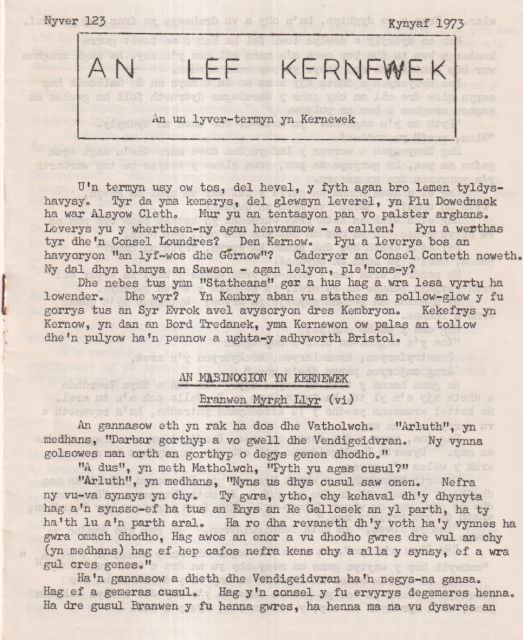 Nyver 123 Kynyaf 1973
AN LEF KERNEWEK
An un lyver-termyn yn Kernewek
U'n termyn usy ow tos, del hevel, y fyth agan bro lemen tyldys-
havysy. Tyr da yma kemerys, del glewsyn leverel, yn Plu Dowednack
ha war Alsyow Cleth. Mur yu an tentasyon pan vo palster arghans.
Leverys yu y wherthsen-ny agan henvammow - a callen! Pyu a werthas
tyr dhe'n Consel Loundres? Den Kernow. Pyu a leverys bos an
havyoryon "an lyf-wos dhe Gernow"? Caderyer an Consel Conteth noweth.
Ny dal dhyn blamya an Sawson - agan lelyon, ple'mons-y?
Dhe nebes tus ymn "Statheans" ger a hus hag a wra lesa vyrtu ha
lowender. Dhe wyr? Yn Kembry aban vu stathes an pollow-glow y fu
gorrys tus an Syr Evrok avel avysoryon dres Kembryon. Kekefrys yn
Kernow, yn dan an Bord Tredanek, yma Kernewon ow palas an tollow
dhe'n pulyow ha'n pennow a ughta-y adhyworth Bristol.
AN MABINOGION YN KERNEWEK
Branwen Myrgh Llyr (vi)
An gannasow eth yn rak ha dos dhe Vatholwch. "Arluth", yn
medhans, "Darbar gorthyp a vo gwell dhe Vendigeidvran. Ny vynna
golsowes man orth an gorthyp o degys genen dhodho."
"A dus", yn meth Matholwch, "Pyth yu agas cusul?"
"Arluth", yn medhans, "Nyns us dhys cusul saw onen. Nefra
ny vu-va synsys yn chy. Ty gwra, ytho, chy kehaval dh'y dhynyta
hag a'n synsso-ef ha tus an Enys an Re Gallosek an yl parth, ha ty
ha'th lu a'n parth aral. Ha ro dha revaneth dh'y voth ha'y vynnes ha
gwra omach dhodho, Hag awos an enor a vu dhodho gwres dre wul an chy
(yn medhans) hag ef hep cafos nefra kens chy a alla y synsy, ef a wra
gul cres genes."
Ha'n gannasow a dheth dhe Vendigeidvran ha'n negys-na gansa.
Hag ef a gemeras cusul. Hag y'n consel y fu ervyrys degemeres henna.
Ha dre gusul Branwen y fu henna gwres, ha henna ma na vu dyswres an